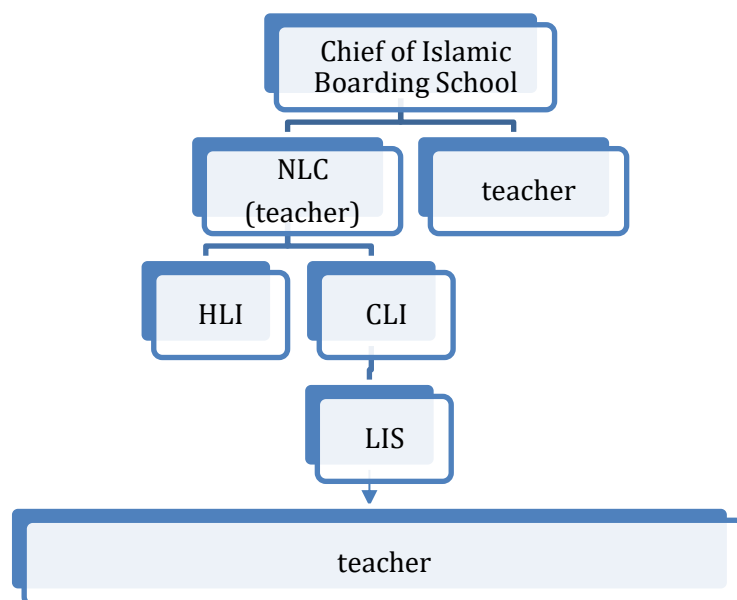 Chief of Islamic
Boarding School
NLC
(teacher)
teacher
HLI
CLI
LIS
teacher